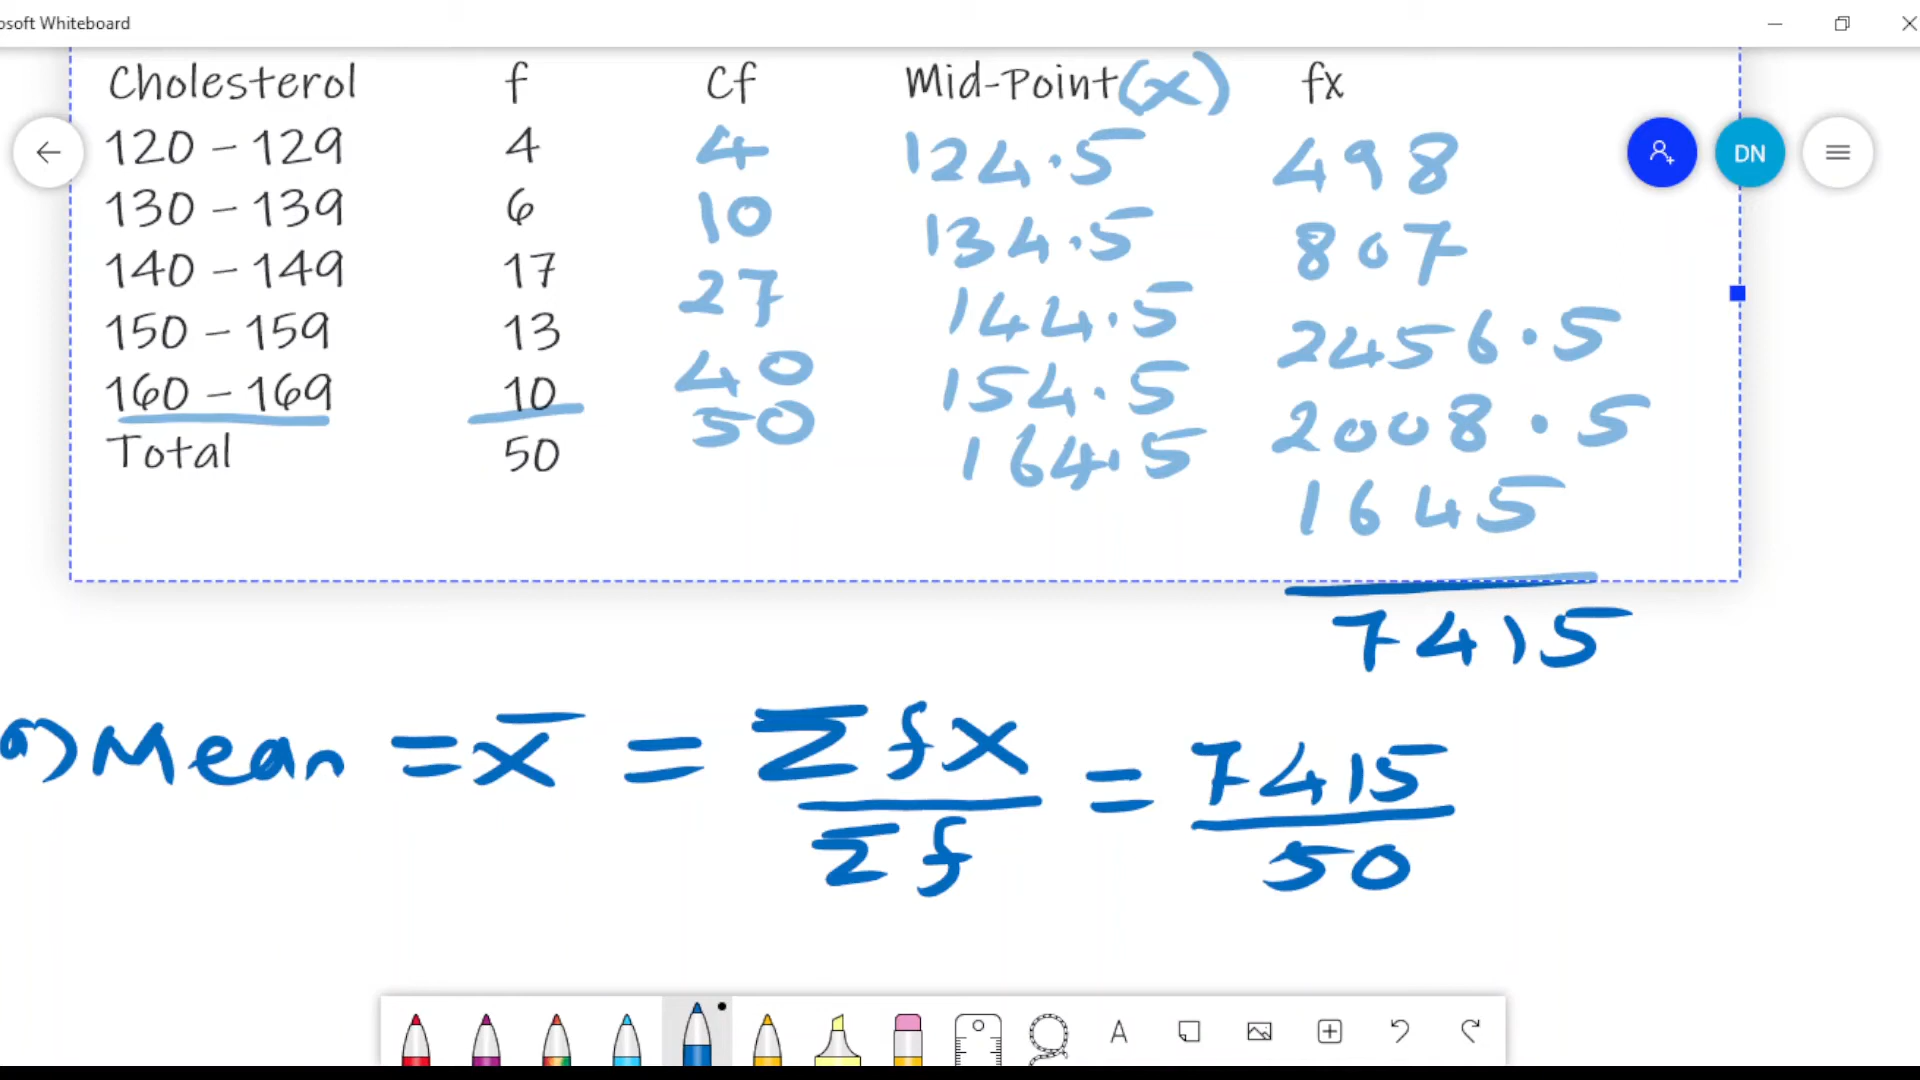 osoft Whiteboard
Cholesterol f Cf Mid-Point (x) fx
120 - 129 4 4 124.5 498
130 - 139 6 10 134.5 807
140 - 149 17 27 144.5 2456.5
150 - 159 13 40 154.5 2008.5
160 - 169 10 50 164.5 1645
Total 50
7415
a) Mean = x̄ = Σfx / Σf = 7415 / 50
DN
A